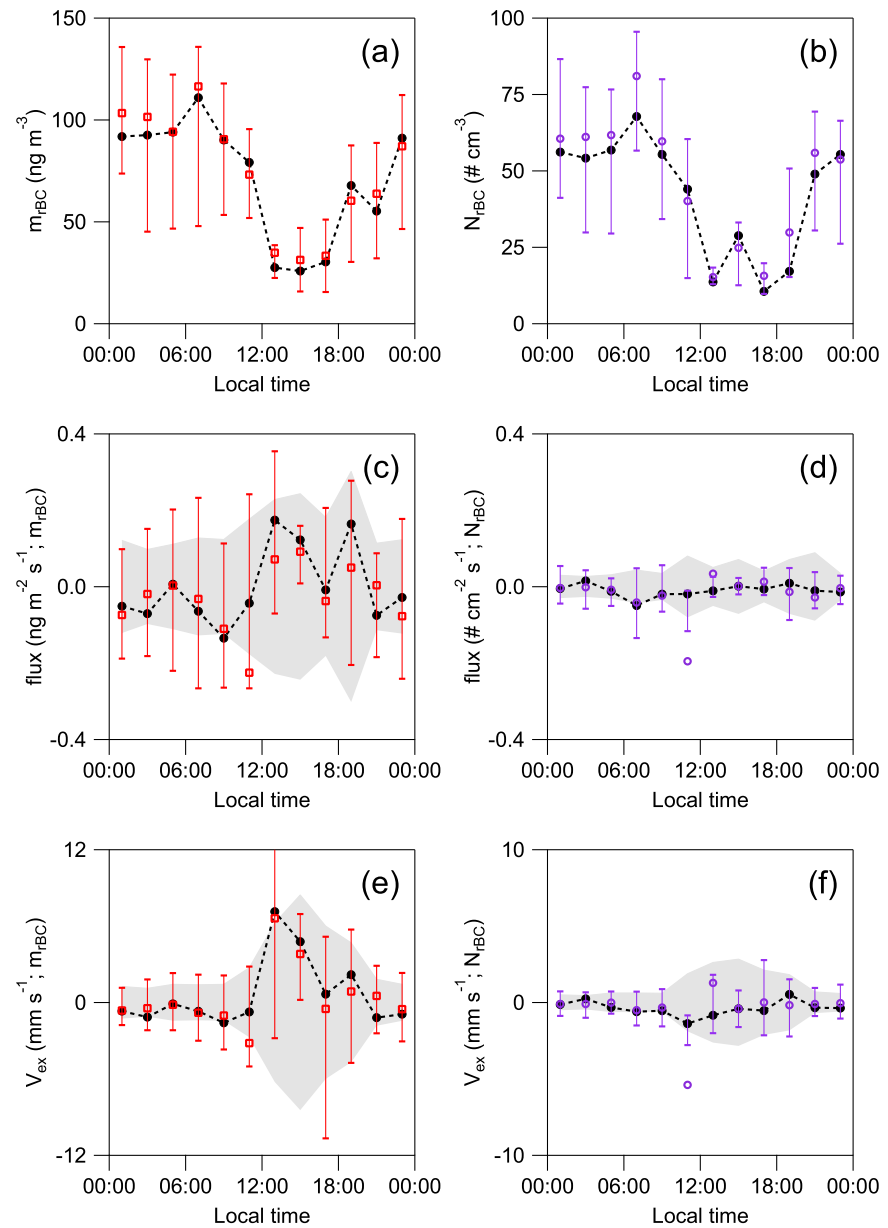 (a)
m_rBC (ng m⁻³)
150
100
50
0
00:00 06:00 12:00 18:00 00:00
Local time
(b)
N_rBC (# cm⁻³)
100
75
50
25
0
00:00 06:00 12:00 18:00 00:00
Local time
(c)
flux (ng m⁻² s⁻¹; m_rBC)
0.4
0.0
-0.4
00:00 06:00 12:00 18:00 00:00
Local time
(d)
flux (# cm⁻² s⁻¹; N_rBC)
0.4
0.0
-0.4
00:00 06:00 12:00 18:00 00:00
Local time
(e)
V_ex (mm s⁻¹; m_rBC)
12
0
-12
00:00 06:00 12:00 18:00 00:00
Local time
(f)
V_ex (mm s⁻¹; N_rBC)
10
0
-10
00:00 06:00 12:00 18:00 00:00
Local time